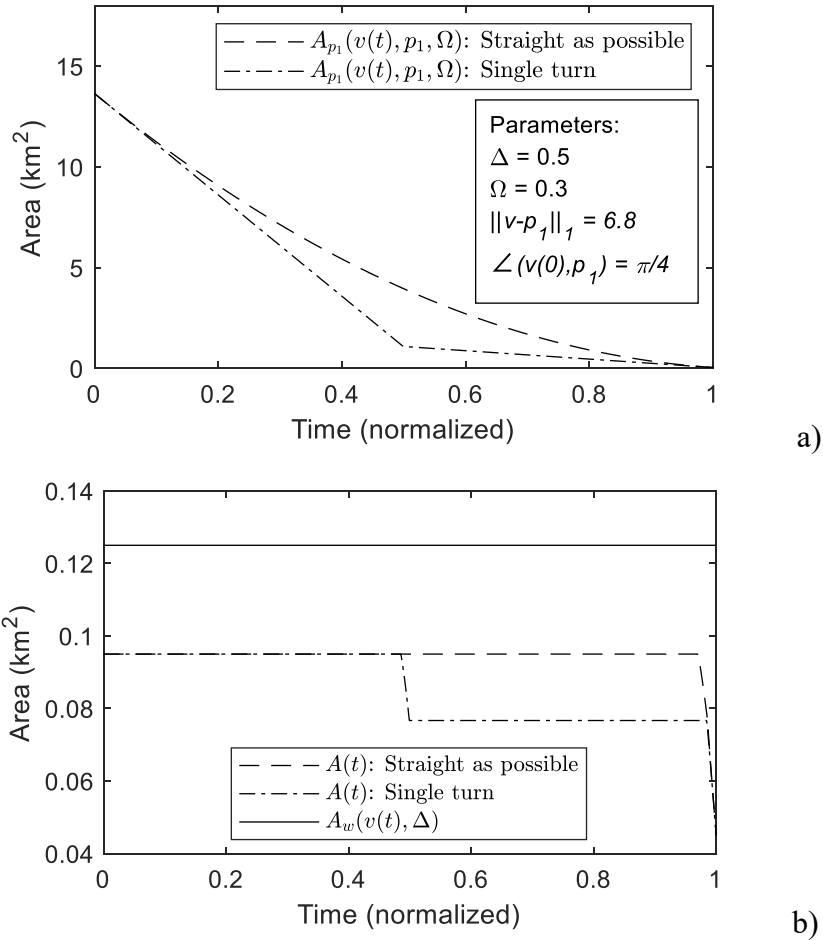 A_{p_1}(v(t), p_1, Ω): Straight as possible
A_{p_1}(v(t), p_1, Ω): Single turn
Parameters:
Δ = 0.5
Ω = 0.3
||v-p_1||_1 = 6.8
∠(v(0),p_1) = π/4
15
10
5
0
Area (km²)
0 0.2 0.4 0.6 0.8 1
Time (normalized)
a)
0.14
0.12
0.1
0.08
0.06
0.04
Area (km²)
A(t): Straight as possible
A(t): Single turn
A_w(v(t), Δ)
0 0.2 0.4 0.6 0.8 1
Time (normalized)
b)